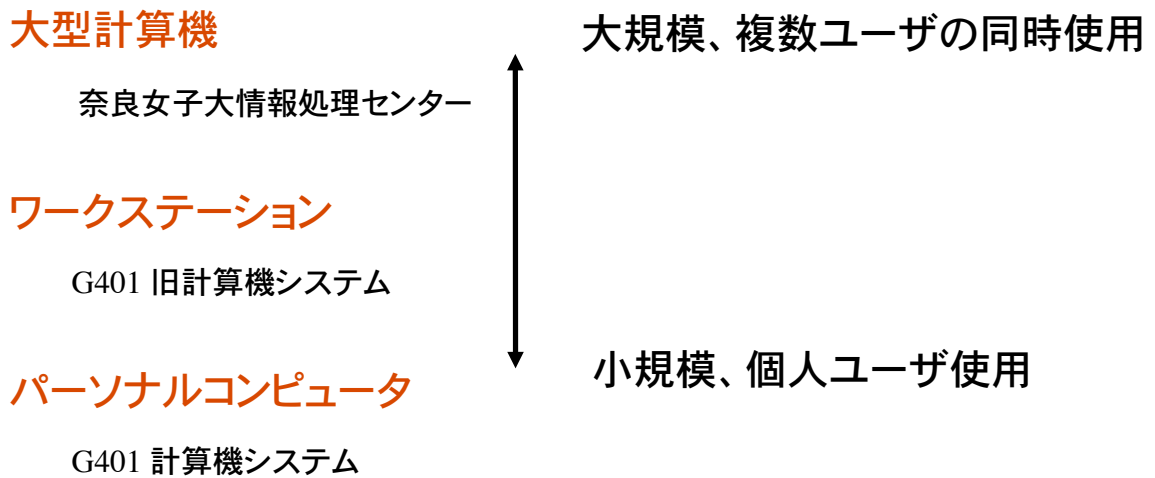 大型計算機
大規模、複数ユーザの同時使用
奈良女子大情報処理センター
ワークステーション
G401 旧計算機システム
小規模、個人ユーザ使用
パーソナルコンピュータ
G401 計算機システム